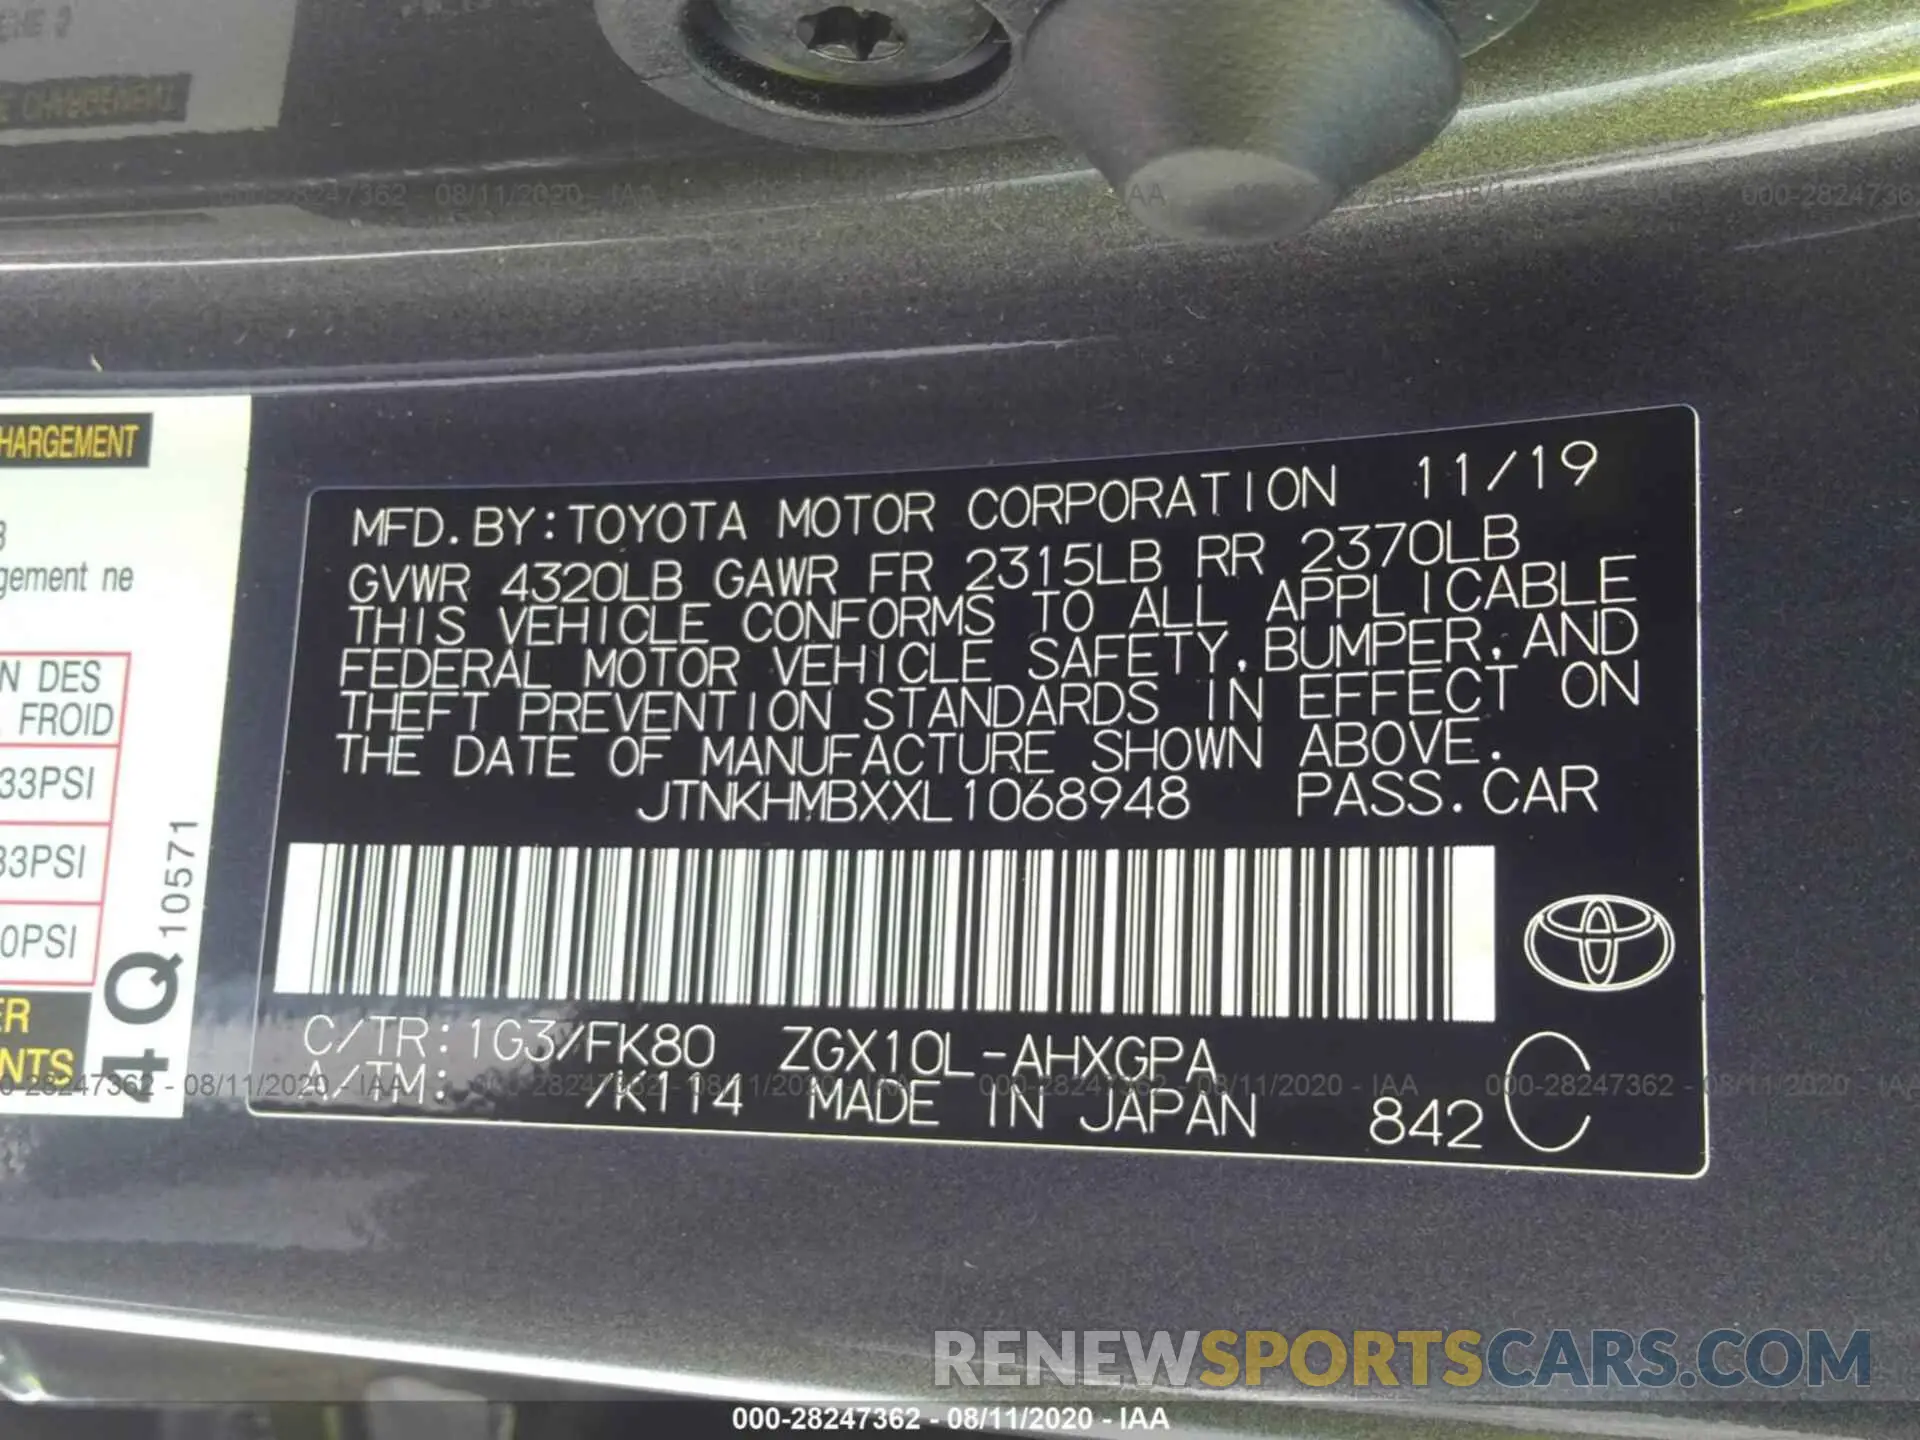 E CHARGEMENT
HARGEMENT
gement ne
N DES
FROID
33PSI
33PSI
0PSI
ER
NTS
4Q
10571
MFD.BY:TOYOTA MOTOR CORPORATION 11/19
GVWR 4320LB GAWR FR 2315LB RR 2370LB
THIS VEHICLE CONFORMS TO ALL APPLICABLE
FEDERAL MOTOR VEHICLE SAFETY,BUMPER,AND
THEFT PREVENTION STANDARDS IN EFFECT ON
THE DATE OF MANUFACTURE SHOWN ABOVE.
JTNKHMBXXL1068948 PASS.CAR
C/TR:1G3/FK80 ZGX10L-AHXGPA
A/TM: /K114 MADE IN JAPAN 842 C
000-28247362 - 08/11/2020 - IAA
RENEWSPORTSCARS.COM
000-28247362 - 08/11/2020 - IAA